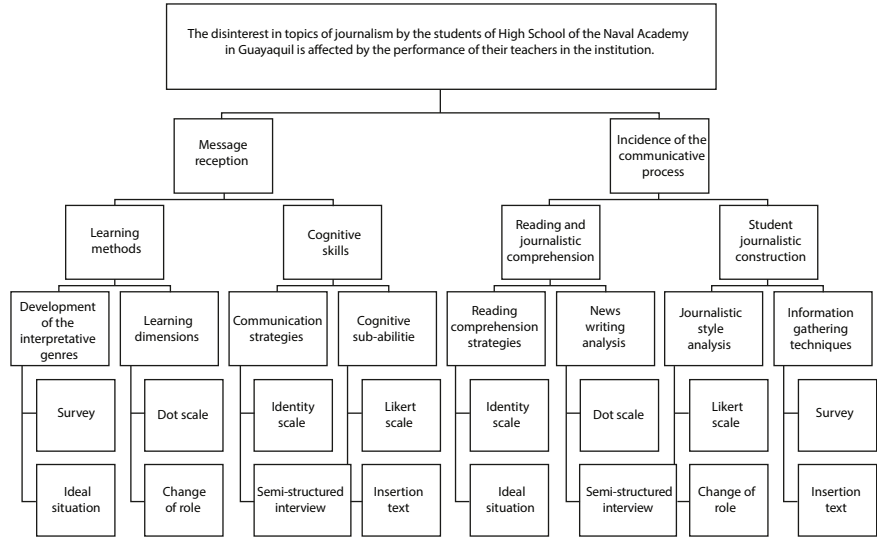 The disinterest in topics of journalism by the students of High School of the Naval Academy
in Guayaquil is affected by the performance of their teachers in the institution.
Message
reception
Incidence of the
communicative
process
Learning
methods
Cognitive
skills
Reading and
journalistic
comprehension
Student
journalistic
construction
Development
of the
interpretative
genres
Learning
dimensions
Communication
strategies
Cognitive
sub-abilitie
Reading
comprehension
strategies
News
writing
analysis
Journalistic
style
analysis
Information
gathering
techniques
Survey
Dot scale
Identity
scale
Likert
scale
Identity
scale
Dot scale
Likert
scale
Survey
Ideal
situation
Change
of role
Semi-structured
interview
Insertion
text
Ideal
situation
Semi-structured
interview
Change of
role
Insertion
text